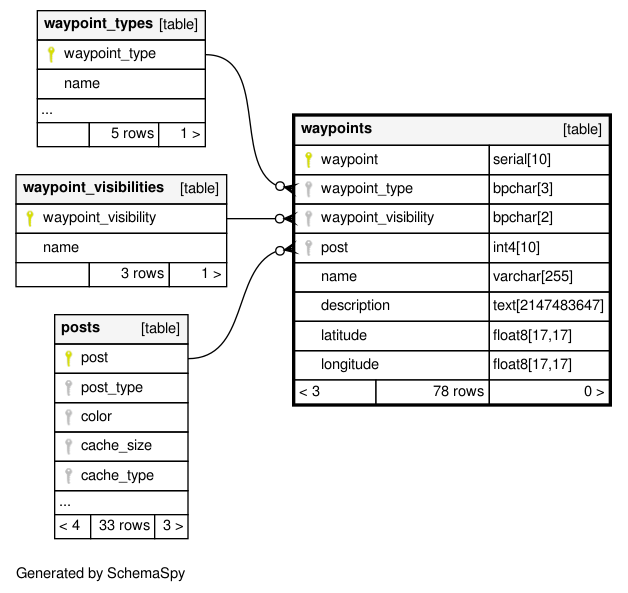 waypoint_types [table]
waypoint_type
name
...
5 rows 1 >
waypoint_visibilities [table]
waypoint_visibility
name
3 rows 1 >
posts [table]
post
post_type
color
cache_size
cache_type
...
< 4 33 rows 3 >
waypoints [table]
waypoint serial[10]
waypoint_type bpchar[3]
waypoint_visibility bpchar[2]
post int4[10]
name varchar[255]
description text[2147483647]
latitude float8[17,17]
longitude float8[17,17]
< 3 78 rows 0 >
Generated by SchemaSpy